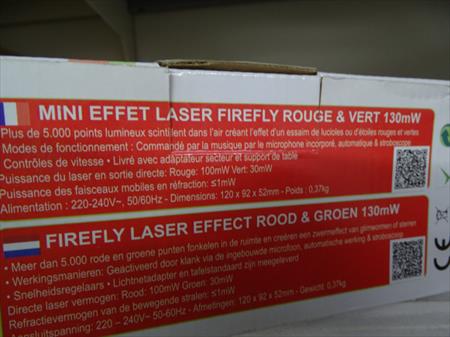 MINI EFFET LASER FIREFLY ROUGE & VERT 130mW
Plus de 5.000 points lumineux scintillent dans l'air créant l'effet d'un essaim de lucioles ou d'étoiles rouges et vertes
Modes de fonctionnement : Commandé par la musique par le microphone incorporé, automatique & stroboscope
Contrôles de vitesse • Livré avec adaptateur secteur et support de table
Puissance du laser en sortie directe: Rouge: 100mW Vert: 30mW
Puissance des faisceaux mobiles en réfraction: ≤1mW
Alimentation : 220-240V~, 50/60Hz - Dimensions: 120 x 92 x 52mm - Poids : 0,37kg
FIREFLY LASER EFFECT ROOD & GROEN 130mW
• Meer dan 5.000 rode en groene punten fonkelen in de ruimte en creëren een zwermeffect van glimwormen of sterren
• Werkingsmanieren: Geactiveerd door klank via de ingebouwde microfoon, automatische werking & stroboscoop
• Snelheidsregelaars • Lichtnetadapter en tafelstandaard zijn meegeleverd
Directe laser vermogen: Rood: 100mW Groen: 30mW
Refractievermogen van de bewegende stralen: ≤1mW
Aansluitspanning: 220 – 240V~ 50-60Hz - Afmetingen: 120 x 92 x 52mm - Gewicht: 0,37kg
CE